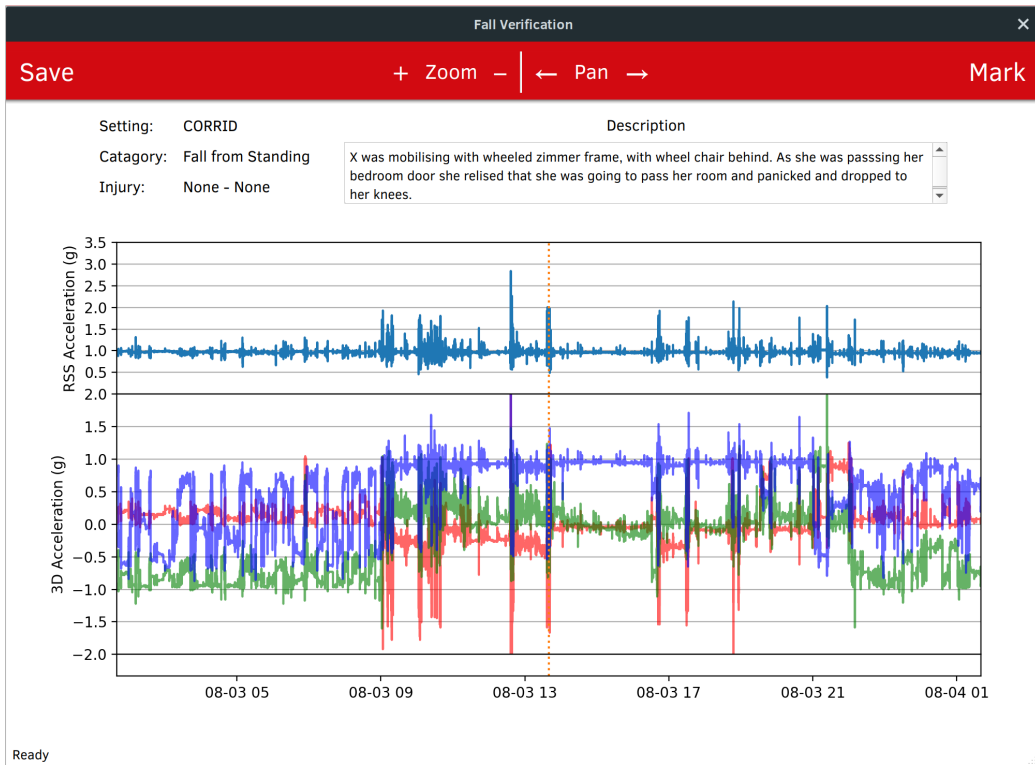 Fall Verification ×
Save + Zoom − ← Pan → Mark
Setting: CORRID
Catagory: Fall from Standing
Injury: None - None
Description
X was mobilising with wheeled zimmer frame, with wheel chair behind. As she was passsing her
bedroom door she relised that she was going to pass her room and panicked and dropped to
her knees.
RSS Acceleration (g)
3.5
3.0
2.5
2.0
1.5
1.0
0.5
3D Acceleration (g)
2.0
1.5
1.0
0.5
0.0
−0.5
−1.0
−1.5
−2.0
08-03 05 08-03 09 08-03 13 08-03 17 08-03 21 08-04 01
Ready